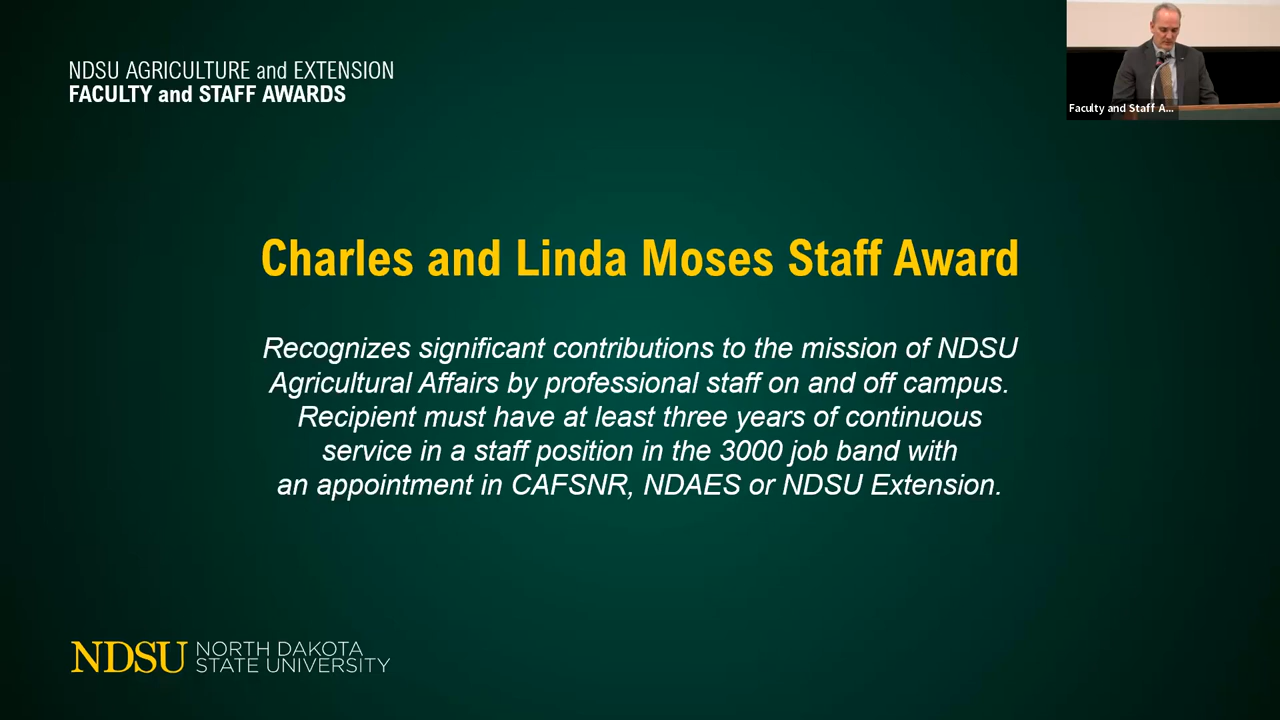 NDSU AGRICULTURE and EXTENSION
FACULTY and STAFF AWARDS
Faculty and Staff A...
Charles and Linda Moses Staff Award
Recognizes significant contributions to the mission of NDSU
Agricultural Affairs by professional staff on and off campus.
Recipient must have at least three years of continuous
service in a staff position in the 3000 job band with
an appointment in CAFSNR, NDAES or NDSU Extension.
NDSU NORTH DAKOTA
STATE UNIVERSITY